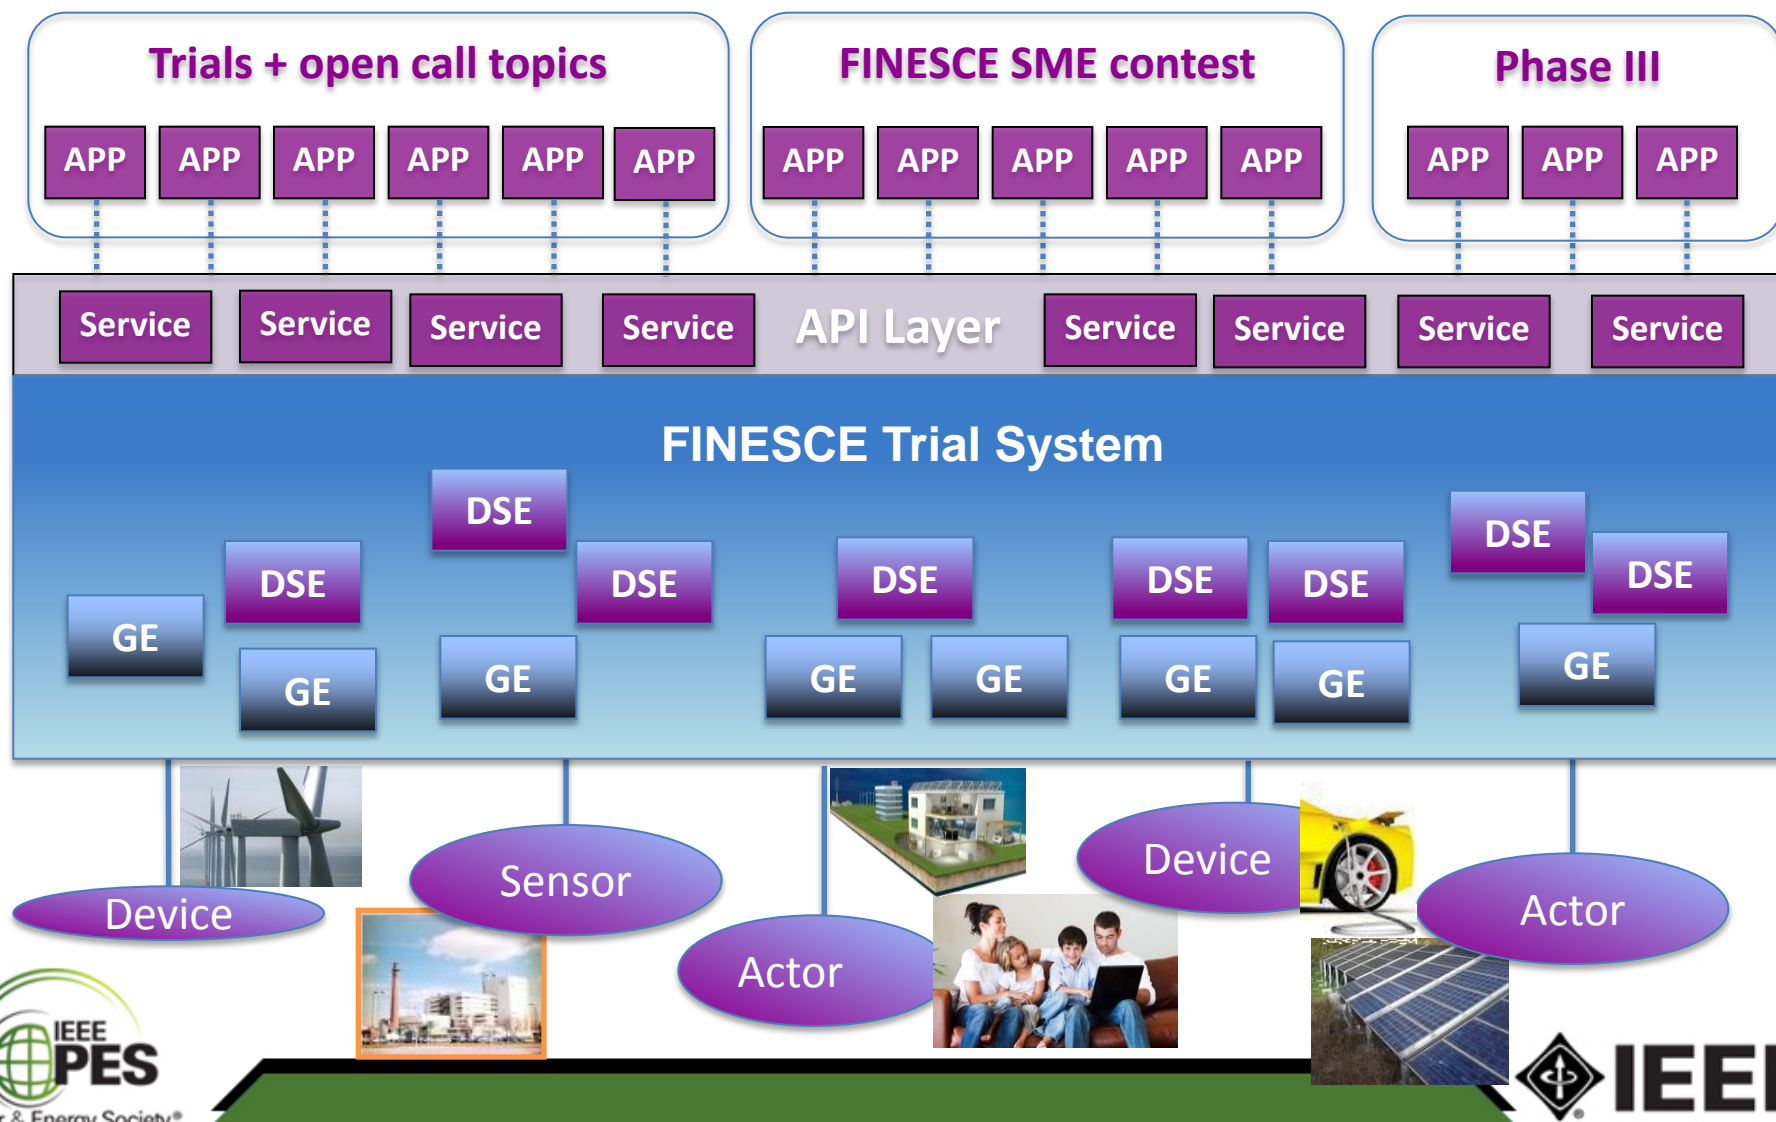 Trials + open call topics
FINESCE SME contest
Phase III
APP APP APP APP APP APP
APP APP APP APP APP
APP APP APP
Service Service Service Service API Layer Service Service Service Service
FINESCE Trial System
DSE
DSE
DSE
DSE
DSE
DSE
DSE
DSE
GE
GE
GE
GE
GE
GE
GE
GE
Device
Sensor
Actor
Device
Actor
IEEE
PES
r & Energy Society®
IEEE